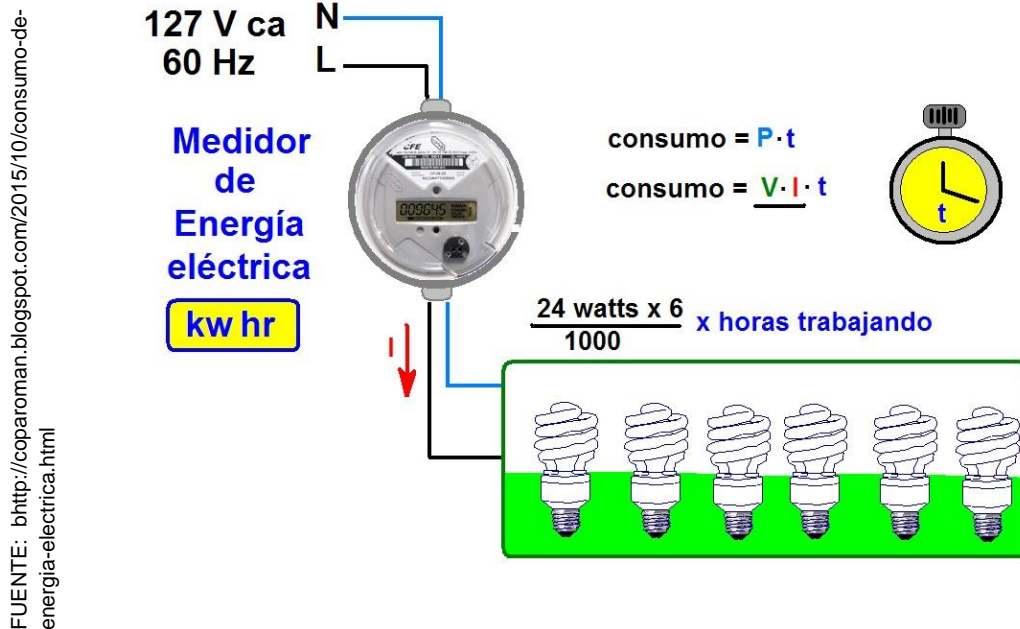 FUENTE: bhttp://coparoman.blogspot.com/2015/10/consumo-de-
energia-electrica.html
127 V ca N
60 Hz L
Medidor
de
Energía
eléctrica
kw hr
CFE
009645
I
consumo = P·t
consumo = V·I·t
t
24 watts x 6
1000
x horas trabajando